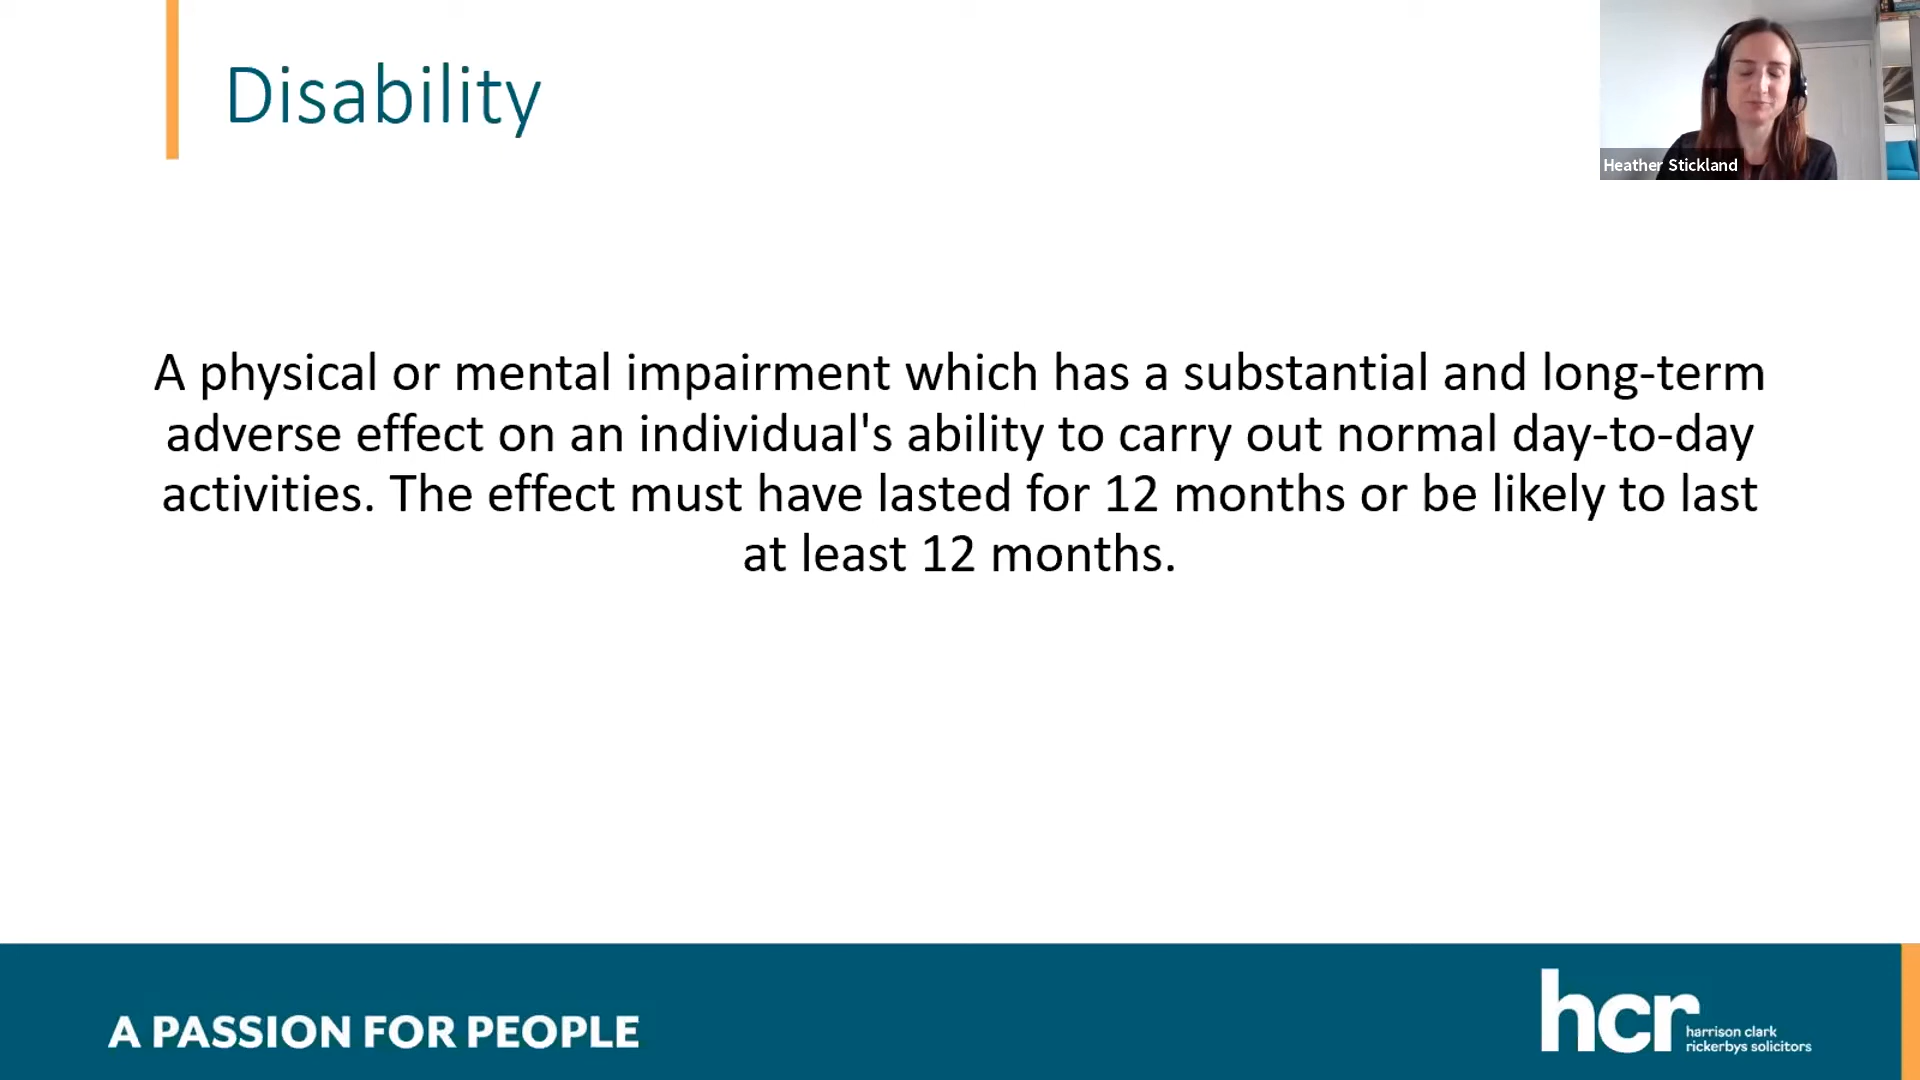 Disability
Heather Stickland
A physical or mental impairment which has a substantial and long-term
adverse effect on an individual's ability to carry out normal day-to-day
activities. The effect must have lasted for 12 months or be likely to last
at least 12 months.
A PASSION FOR PEOPLE
hcr
harrison clark
rickerbys solicitors